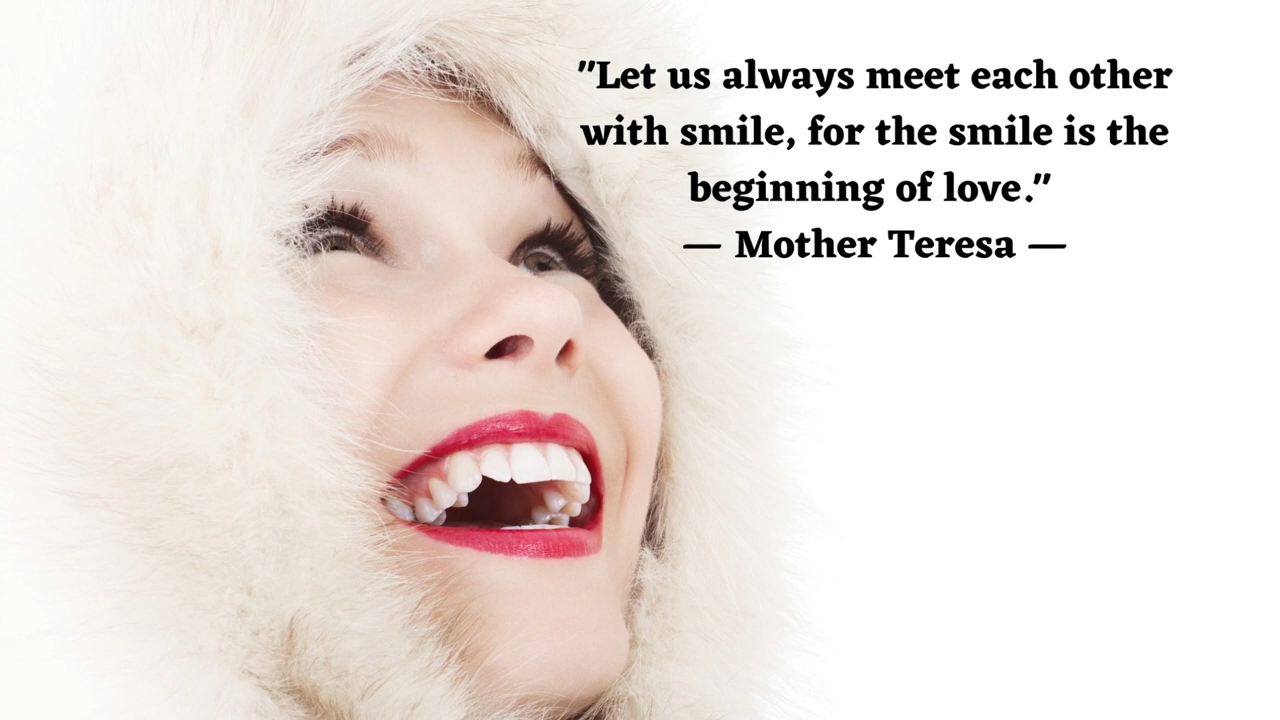 "Let us always meet each other
with smile, for the smile is the
beginning of love."
— Mother Teresa —